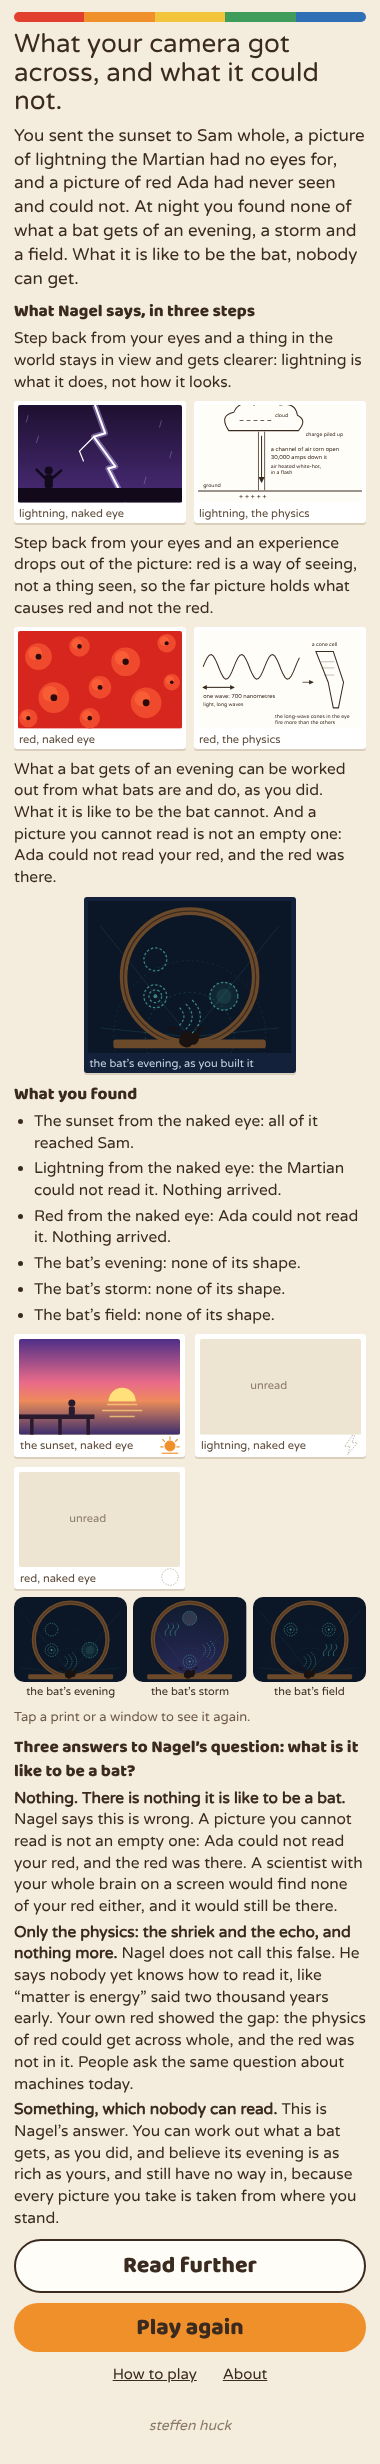 What your camera got
across, and what it could
not.
You sent the sunset to Sam whole, a picture
of lightning the Martian had no eyes for,
and a picture of red Ada had never seen
and could not. At night you found none of
what a bat gets of an evening, a storm and
a field. What it is like to be the bat, nobody
can get.
What Nagel says, in three steps
Step back from your eyes and a thing in the
world stays in view and gets clearer: lightning is
what it does, not how it looks.
cloud
charge piled up
a channel of air torn open
30,000 amps down it
air heated white-hot,
in a flash
ground
+ + + + +
lightning, naked eye
lightning, the physics
Step back from your eyes and an experience
drops out of the picture: red is a way of seeing,
not a thing seen, so the far picture holds what
causes red and not the red.
a cone cell
one wave: 700 nanometres
light, long waves
the long-wave cones in the eye
fire more than the others
red, naked eye
red, the physics
What a bat gets of an evening can be worked
out from what bats are and do, as you did.
What it is like to be the bat cannot. And a
picture you cannot read is not an empty one:
Ada could not read your red, and the red was
there.
the bat's evening, as you built it
What you found
• The sunset from the naked eye: all of it
reached Sam.
• Lightning from the naked eye: the Martian
could not read it. Nothing arrived.
• Red from the naked eye: Ada could not read
it. Nothing arrived.
• The bat's evening: none of its shape.
• The bat's storm: none of its shape.
• The bat's field: none of its shape.
unread
the sunset, naked eye
lightning, naked eye
unread
red, naked eye
the bat's evening
the bat's storm
the bat's field
Tap a print or a window to see it again.
Three answers to Nagel's question: what is it
like to be a bat?
Nothing. There is nothing it is like to be a bat.
Nagel says this is wrong. A picture you cannot
read is not an empty one: Ada could not read
your red, and the red was there. A scientist with
your whole brain on a screen would find none
of your red either, and it would still be there.
Only the physics: the shriek and the echo, and
nothing more. Nagel does not call this false. He
says nobody yet knows how to read it, like
“matter is energy” said two thousand years
early. Your own red showed the gap: the physics
of red could get across whole, and the red was
not in it. People ask the same question about
machines today.
Something, which nobody can read. This is
Nagel's answer. You can work out what a bat
gets, as you did, and believe its evening is as
rich as yours, and still have no way in, because
every picture you take is taken from where you
stand.
Read further
Play again
How to play
About
steffen huck